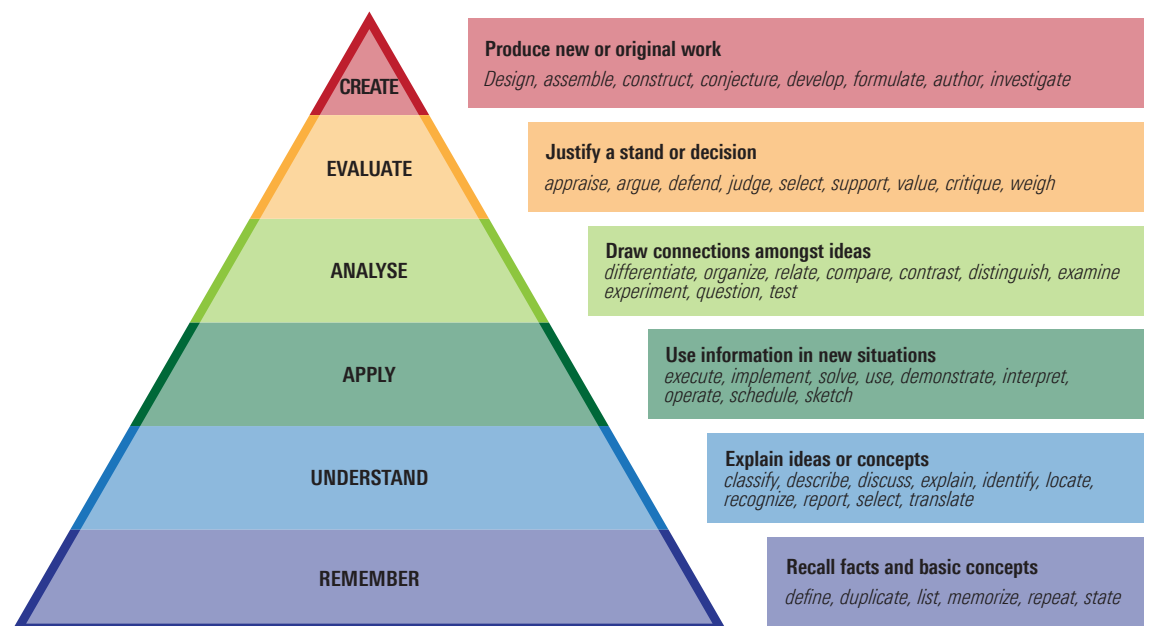 CREATE
Produce new or original work
Design, assemble, construct, conjecture, develop, formulate, author, investigate
EVALUATE
Justify a stand or decision
appraise, argue, defend, judge, select, support, value, critique, weigh
ANALYSE
Draw connections amongst ideas
differentiate, organize, relate, compare, contrast, distinguish, examine
experiment, question, test
APPLY
Use information in new situations
execute, implement, solve, use, demonstrate, interpret,
operate, schedule, sketch
UNDERSTAND
Explain ideas or concepts
classify, describe, discuss, explain, identify, locate,
recognize, report, select, translate
REMEMBER
Recall facts and basic concepts
define, duplicate, list, memorize, repeat, state